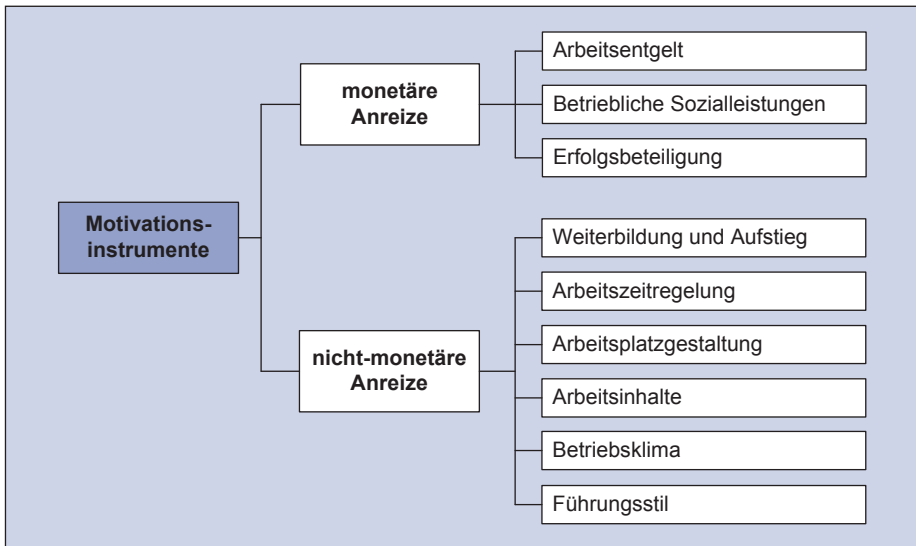 Motivations-
instrumente
monetäre
Anreize
Arbeitsentgelt
Betriebliche Sozialleistungen
Erfolgsbeteiligung
nicht-monetäre
Anreize
Weiterbildung und Aufstieg
Arbeitszeitregelung
Arbeitsplatzgestaltung
Arbeitsinhalte
Betriebsklima
Führungsstil